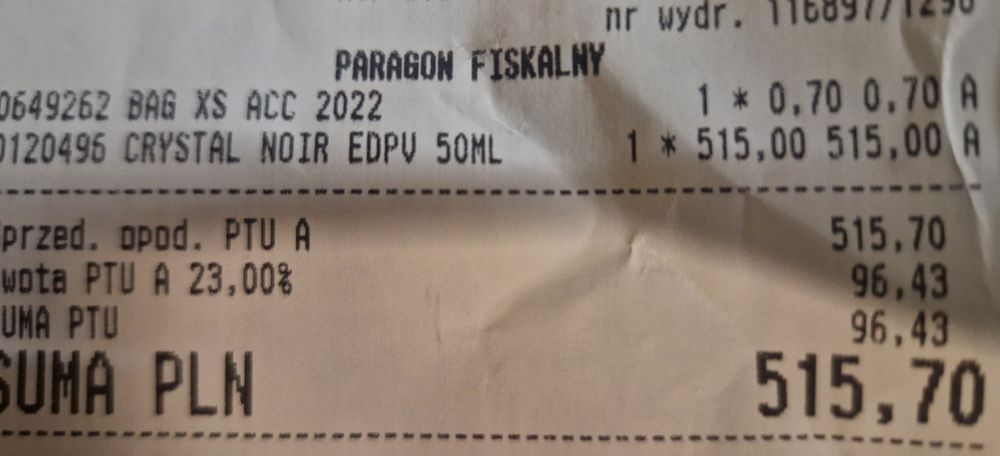 nr wydr.
PARAGON FISKALNY
0649262 BAG XS ACC 2022 1 * 0,70 0,70 A
0120496 CRYSTAL NOIR EDPV 50ML 1 * 515,00 515,00 A
przed. opod. PTU A 515,70
wota PTU A 23,00% 96,43
UMA PTU 96,43
SUMA PLN 515,70